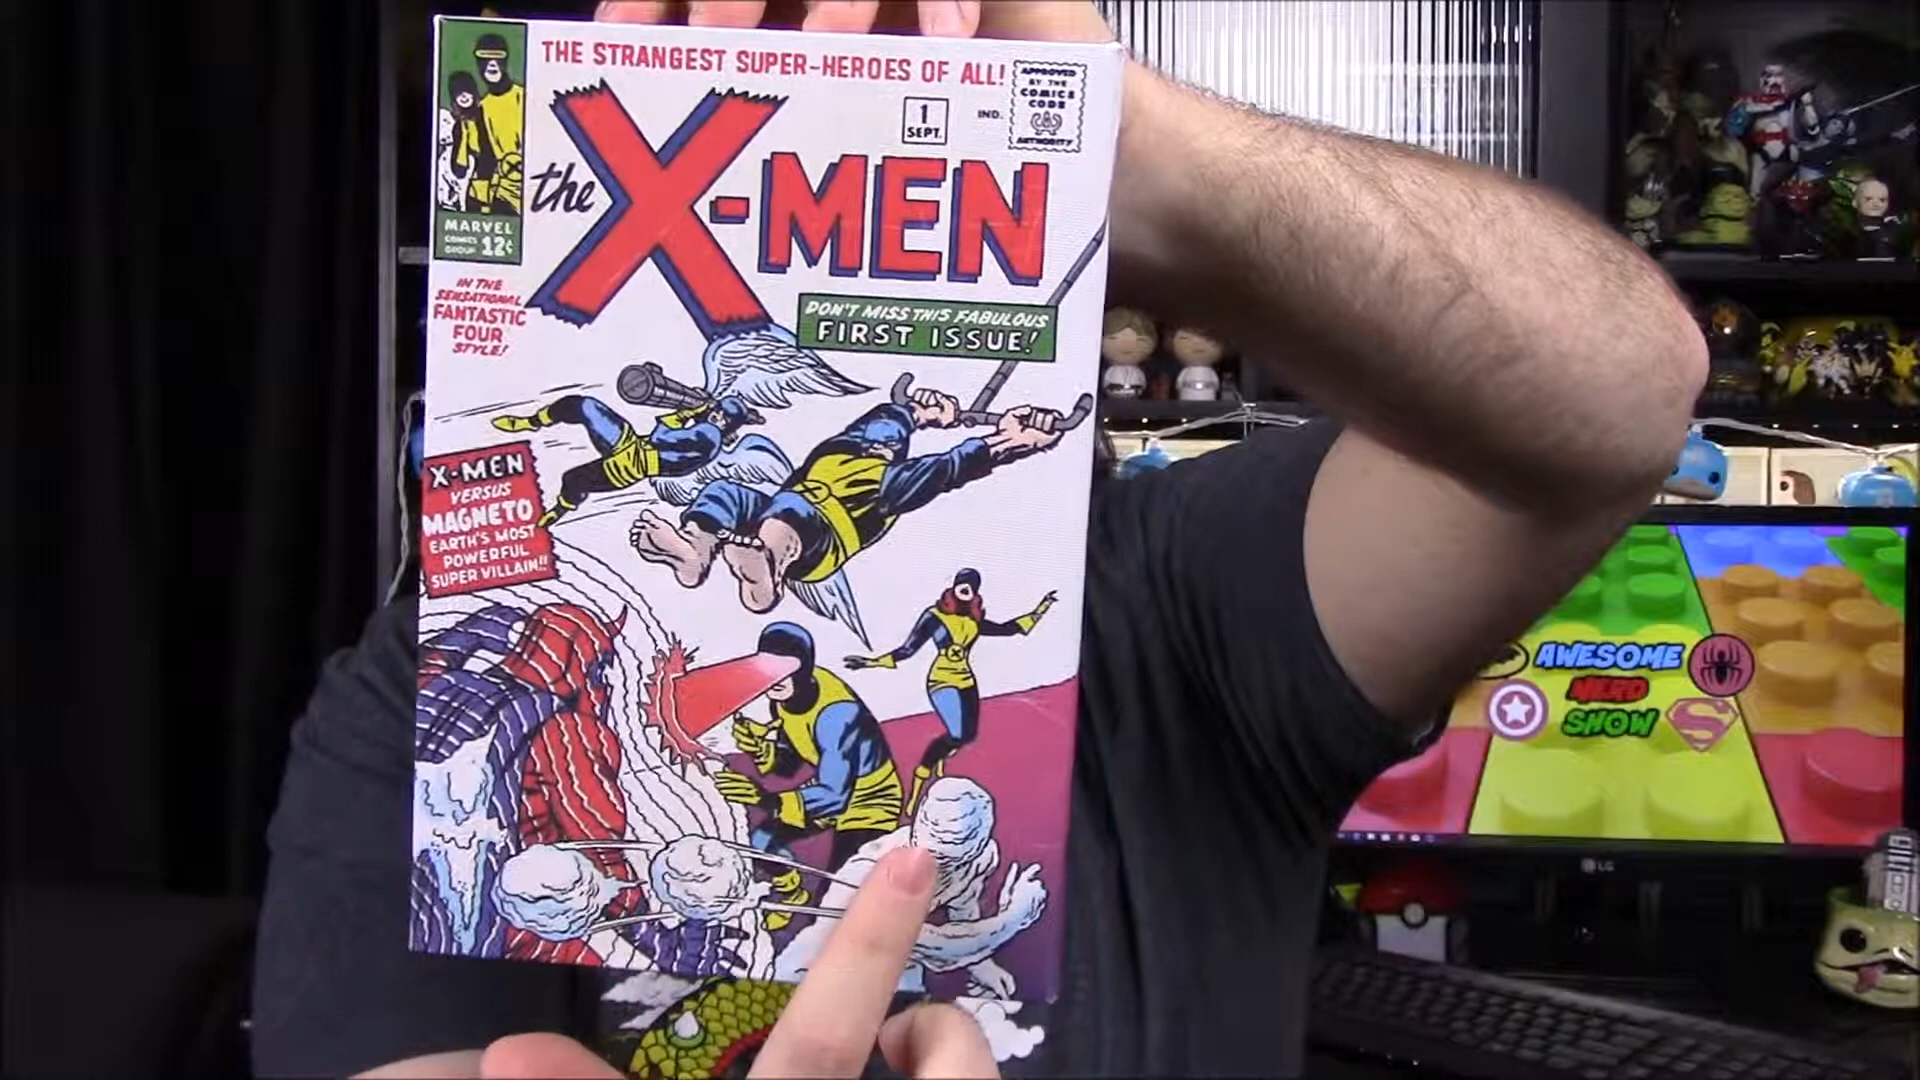 THE STRANGEST SUPER-HEROES OF ALL!
APPROVED
BY THE
COMICS
CODE
AUTHORITY
1
SEPT.
IND.
the X-MEN
MARVEL
COMICS
GROUP 12¢
IN THE
SENSATIONAL
FANTASTIC
FOUR
STYLE!
DON'T MISS THIS FABULOUS
FIRST ISSUE!
X-MEN
VERSUS
MAGNETO
EARTH'S MOST
POWERFUL
SUPER VILLAIN!!
X
AWESOME
NERD
SHOW
LG